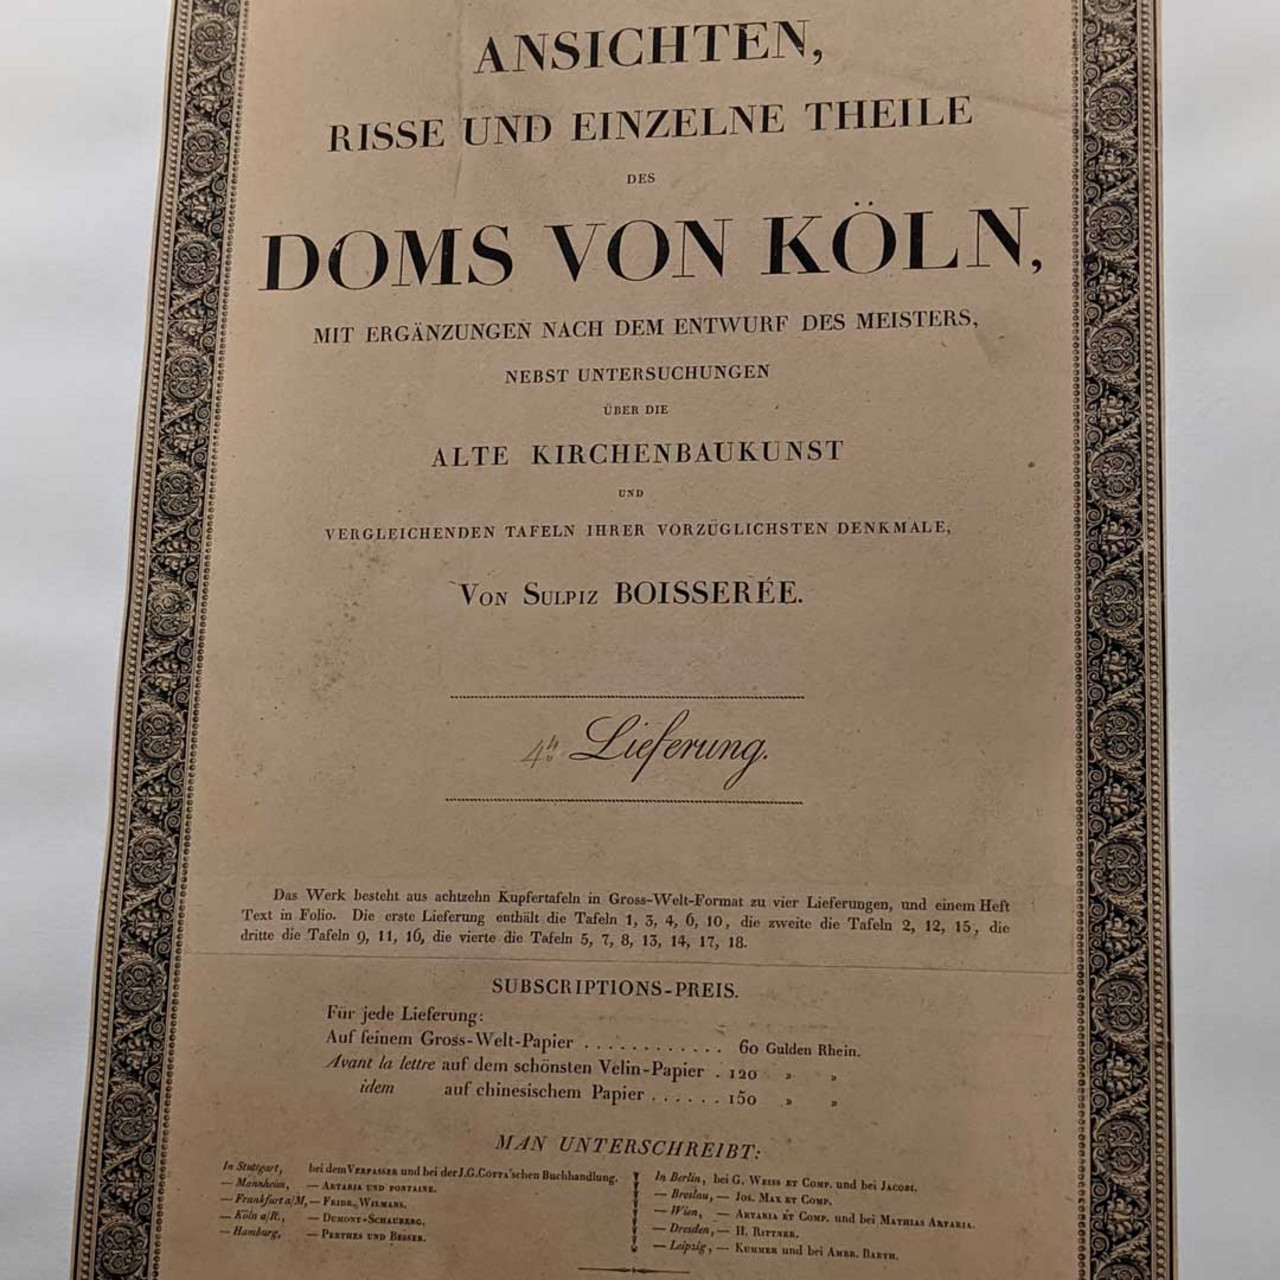 ANSICHTEN,
RISSE UND EINZELNE THEILE
DES
DOMS VON KÖLN,
MIT ERGÄNZUNGEN NACH DEM ENTWURF DES MEISTERS,
NEBST UNTERSUCHUNGEN
ÜBER DIE
ALTE KIRCHENBAUKUNST
UND
VERGLEICHENDEN TAFELN IHRER VORZÜGLICHSTEN DENKMALE,
VON SULPIZ BOISSERÉE.
4te Lieferung.
Das Werk besteht aus achtzehn Kupfertafeln in Gross-Welt-Format zu vier Lieferungen, und einem Heft
Text in Folio. Die erste Lieferung enthält die Tafeln 1, 3, 4, 6, 10, die zweite die Tafeln 2, 12, 15, die
dritte die Tafeln 9, 11, 16, die vierte die Tafeln 5, 7, 8, 13, 14, 17, 18.
SUBSCRIPTIONS-PREIS.
Für jede Lieferung:
Auf feinem Gross-Welt-Papier . . . . . . . . . . . . 60 Gulden Rhein.
Avant la lettre auf dem schönsten Velin-Papier . 120 » »
idem auf chinesischem Papier . . . . . . 150 » »
MAN UNTERSCHREIBT:
In Stuttgart, bei dem VERFASSER und bei der J.G.COTTA'schen Buchhandlung.
— Mannheim, — ARTARIA UND FONTAINE.
— Frankfurt a/M, — FRIDR. WILMANS.
— Köln a/R., — DUMONT-SCHAUBERG.
— Hamburg, — PERTHES UND BESSER.
In Berlin, bei G. WEISS ET COMP. und bei JACOBI.
— Breslau, — JOS. MAX ET COMP.
— Wien, — ARTARIA ET COMP. und bei MATHIAS ARTARIA.
— Dresden, — H. RITTNER.
— Leipzig, — KUMMER und bei AMBR. BARTH.